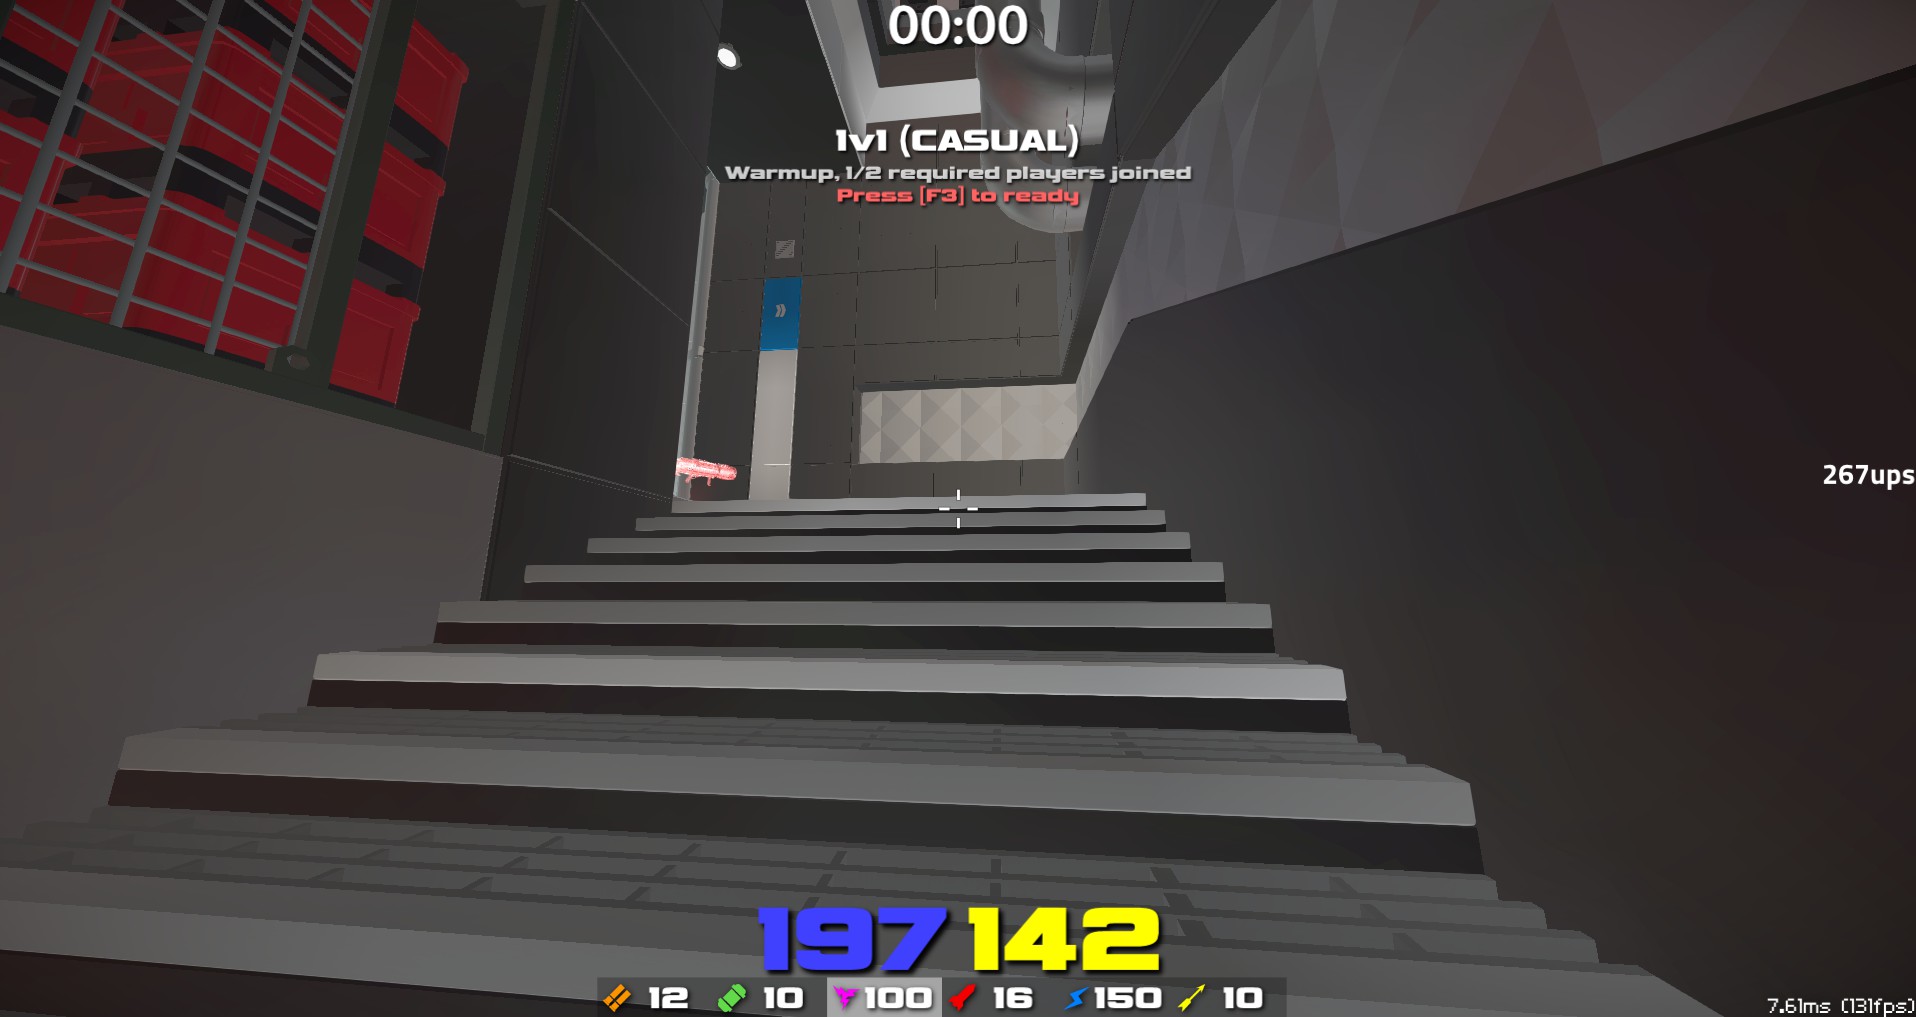 00:00
1v1 (CASUAL)
Warmup, 1/2 required players joined
Press [F3] to ready
267ups
197 142
12 10 100 16 150 10
7.61ms (131fps)